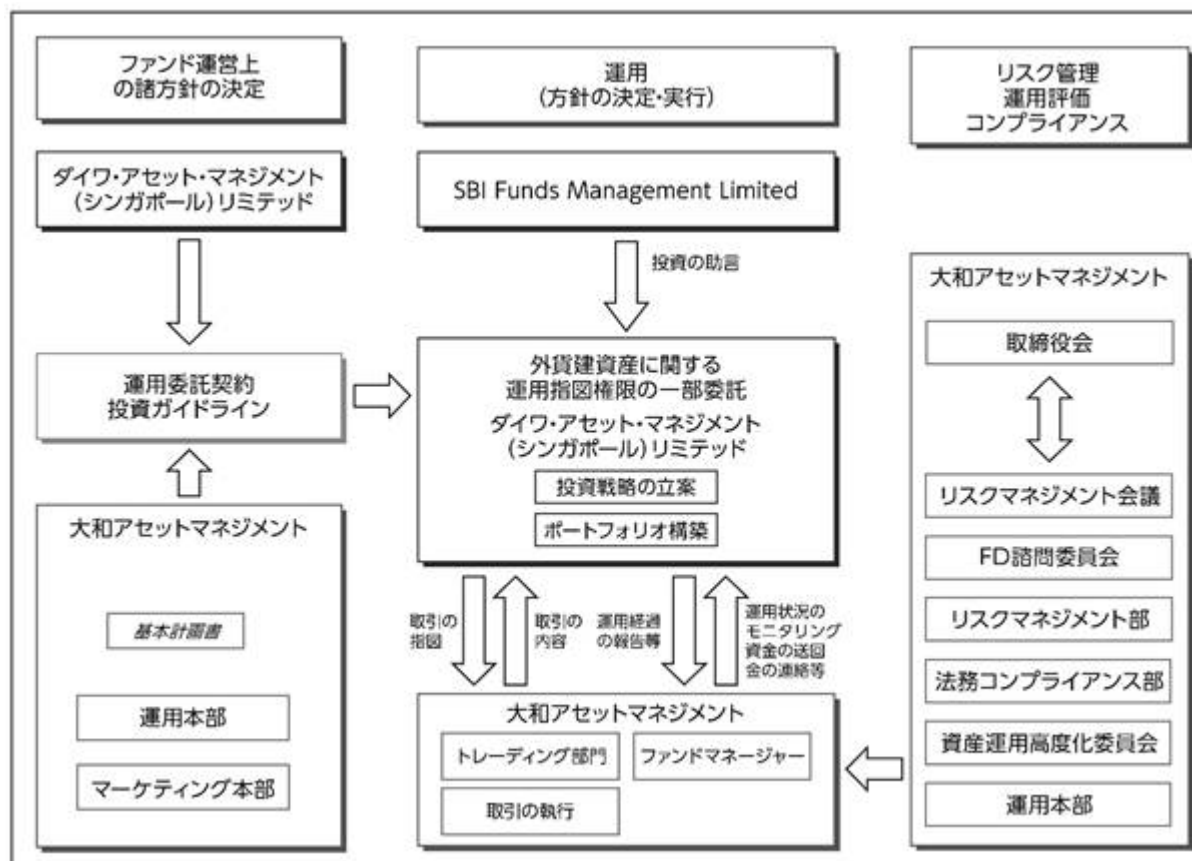 ファンド運営上
の諸方針の決定
ダイワ・アセット・マネジメント
(シンガポール)リミテッド
運用委託契約
投資ガイドライン
大和アセットマネジメント
基本計画書
運用本部
マーケティング本部
運用
(方針の決定・実行)
SBI Funds Management Limited
投資の助言
外貨建資産に関する
運用指図権限の一部委託
ダイワ・アセット・マネジメント
(シンガポール)リミテッド
投資戦略の立案
ポートフォリオ構築
取引の
指図
取引の
内容
運用経過
の報告等
運用状況の
モニタリング
資金の送回
金の連絡等
大和アセットマネジメント
トレーディング部門
ファンドマネージャー
取引の執行
リスク管理
運用評価
コンプライアンス
大和アセットマネジメント
取締役会
リスクマネジメント会議
FD諮問委員会
リスクマネジメント部
法務コンプライアンス部
資産運用高度化委員会
運用本部